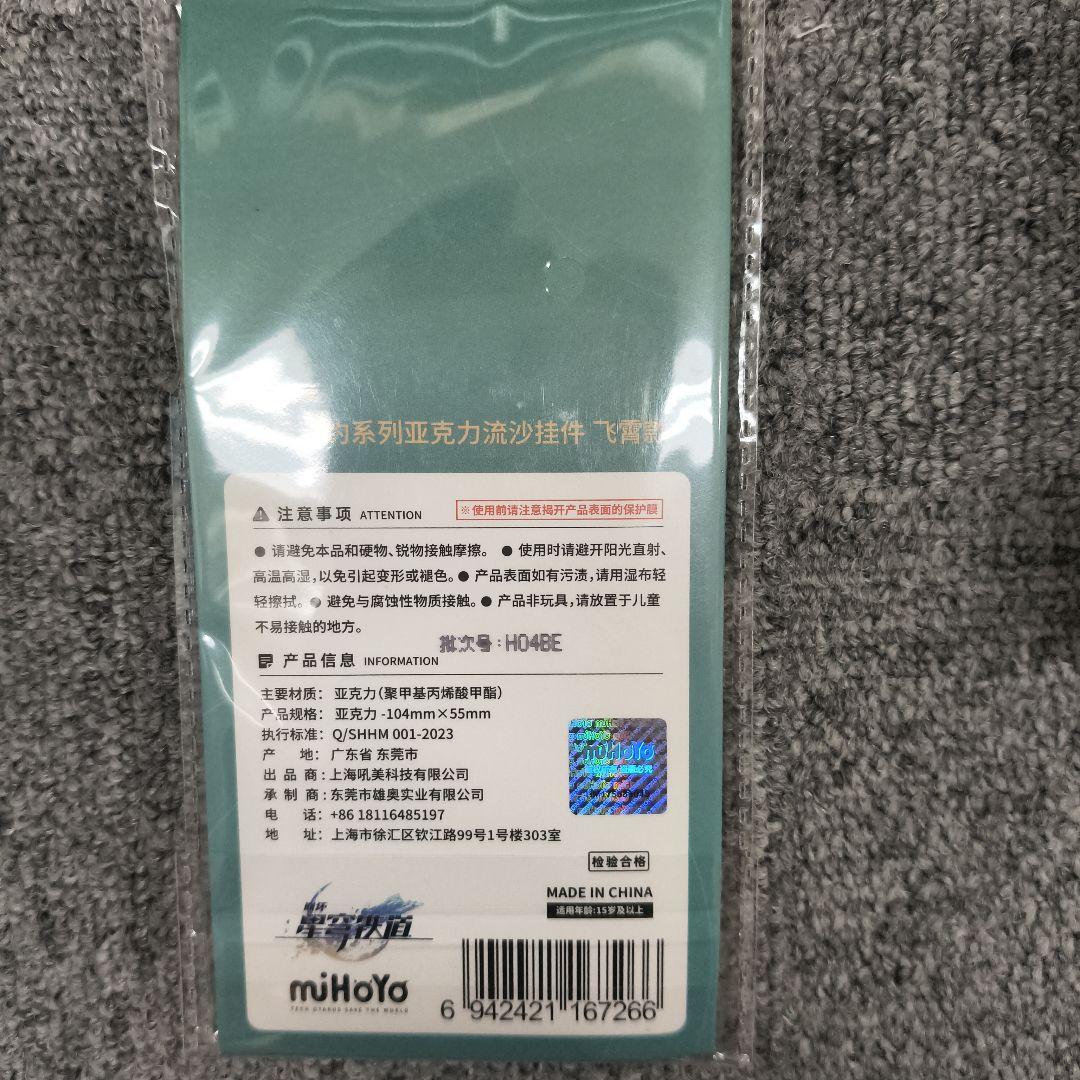 约系列亚克力流沙挂件 飞霄款
注意事项 ATTENTION
※使用前请注意揭开产品表面的保护膜
● 请避免本品和硬物、锐物接触摩擦。 ● 使用时请避开阳光直射、
高温高湿,以免引起变形或褪色。● 产品表面如有污渍,请用湿布轻
轻擦拭。● 避免与腐蚀性物质接触。● 产品非玩具,请放置于儿童
不易接触的地方。
批次号:H04BE
产品信息 INFORMATION
主要材质: 亚克力(聚甲基丙烯酸甲酯)
产品规格: 亚克力 -104mm×55mm
执行标准: Q/SHHM 001-2023
产 地: 广东省 东莞市
出 品 商:上海吼美科技有限公司
承 制 商:东莞市雄奥实业有限公司
电 话: +86 18116485197
地 址: 上海市徐汇区钦江路99号1号楼303室
miHoYo
检验合格
MADE IN CHINA
适用年龄:15岁及以上
崩坏
星穹铁道
miHoYo
TECH OTAKUS SAVE THE WORLD
6 942421 167266